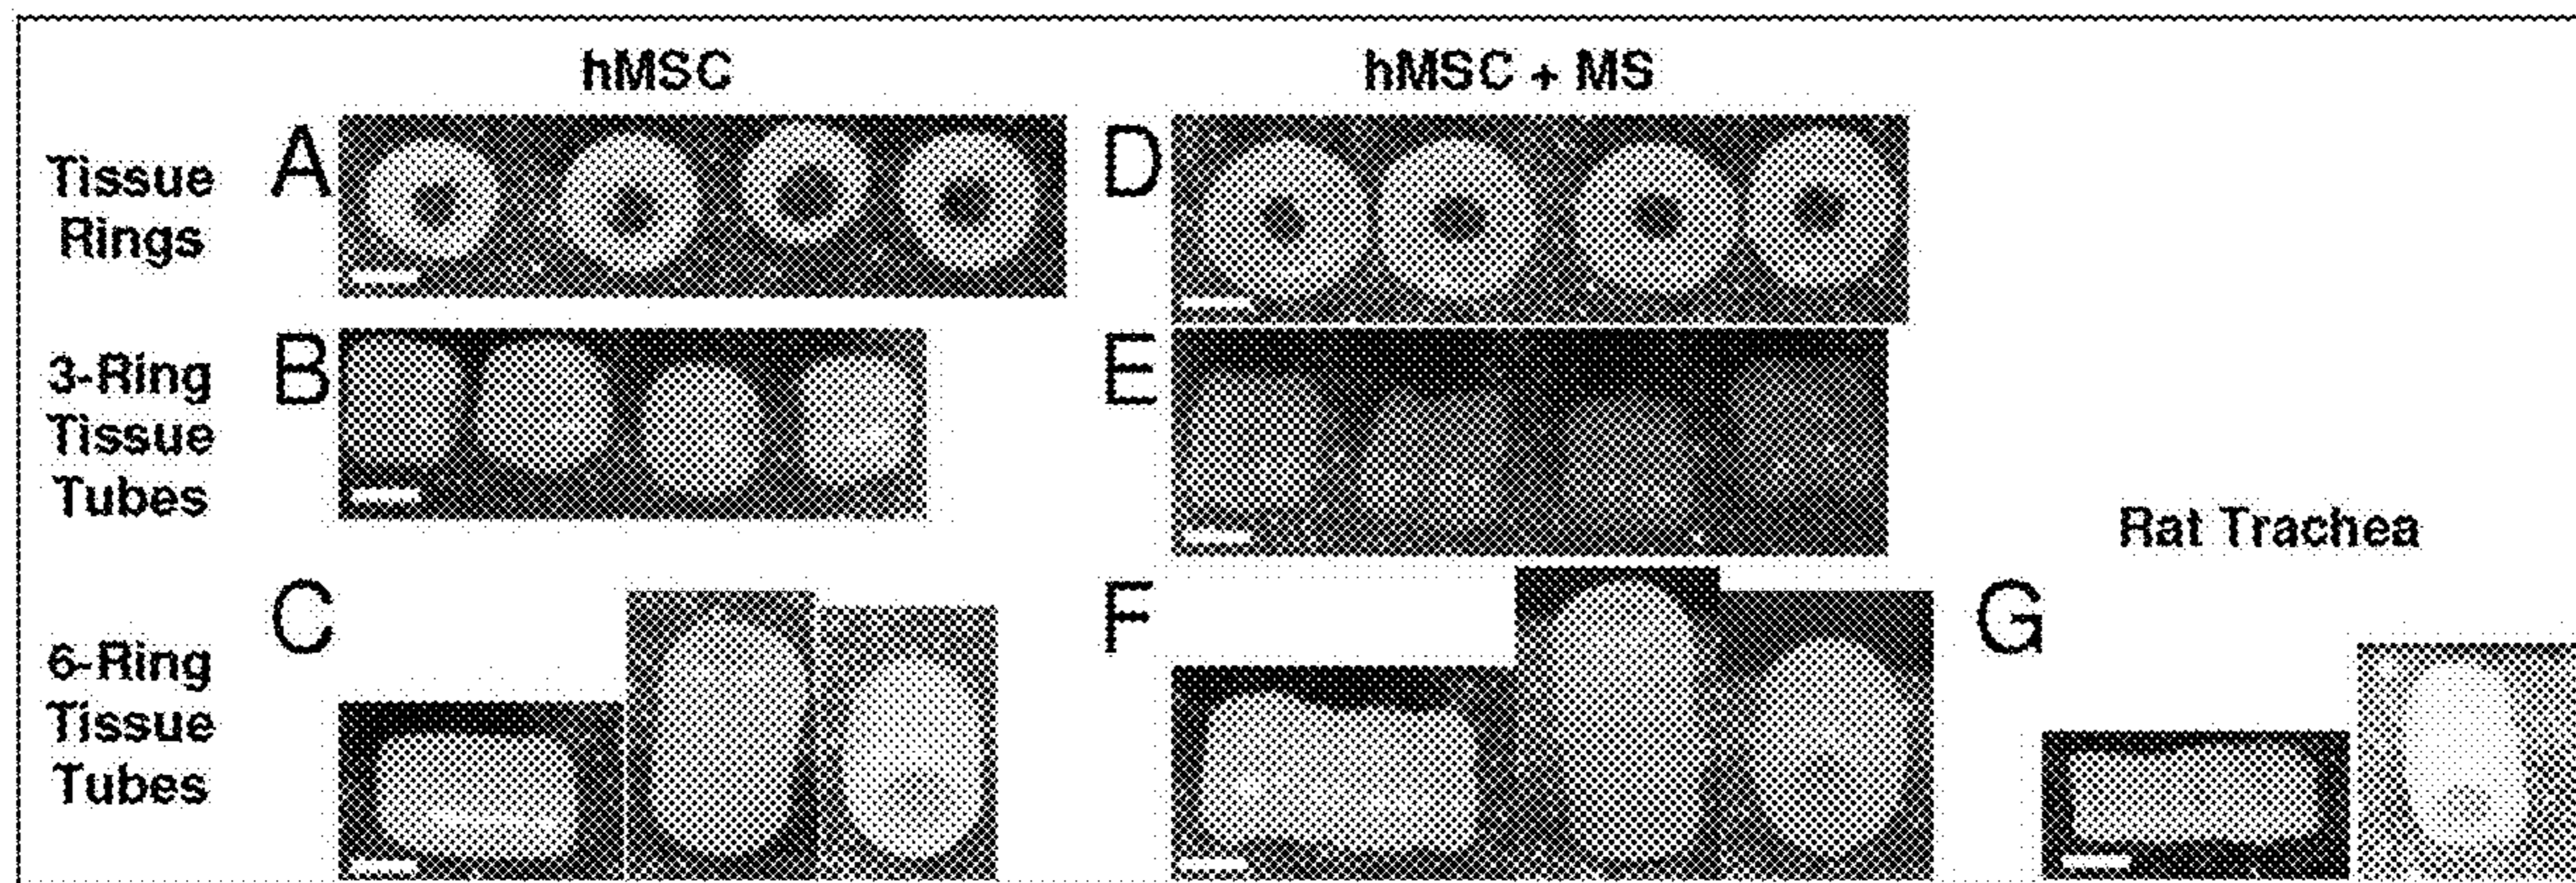 hMSC
hMSC + MS
Tissue
Rings
A
D
3-Ring
Tissue
Tubes
B
E
Rat Trachea
6-Ring
Tissue
Tubes
C
F
G